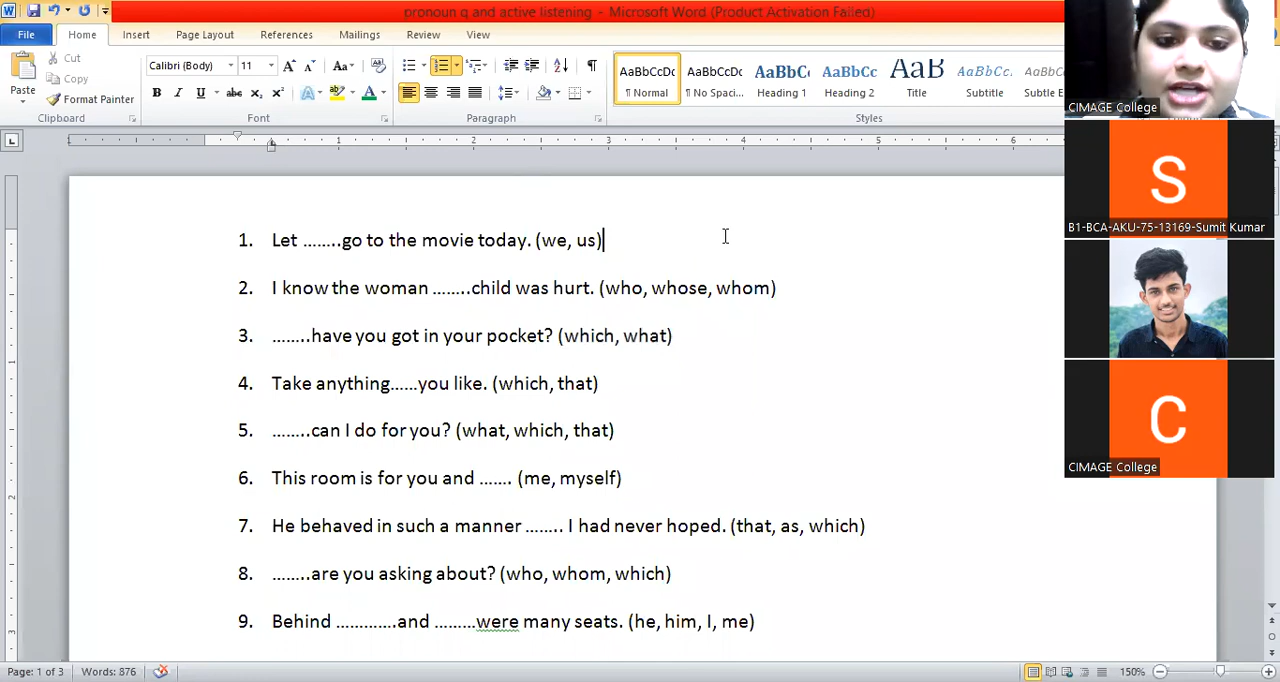 pronoun q and active listening - Microsoft Word (Product Activation Failed)
File Home Insert Page Layout References Mailings Review View
Paste
Cut
Copy
Format Painter
Clipboard
Calibri (Body) 11
Font
Paragraph
AaBbCcDc AaBbCcDc AaBbC AaBbCc AaB AaBbCc. AaBbCcD
¶ Normal ¶ No Spaci... Heading 1 Heading 2 Title Subtitle Subtle E
Styles
1. Let ……..go to the movie today. (we, us)
2. I know the woman ……..child was hurt. (who, whose, whom)
3. ……..have you got in your pocket? (which, what)
4. Take anything……you like. (which, that)
5. ……..can I do for you? (what, which, that)
6. This room is for you and ……. (me, myself)
7. He behaved in such a manner …….. I had never hoped. (that, as, which)
8. ……..are you asking about? (who, whom, which)
9. Behind ………….and ………were many seats. (he, him, I, me)
CIMAGE College
S
B1-BCA-AKU-75-13169-Sumit Kumar
C
CIMAGE College
Page: 1 of 3 Words: 876 150%